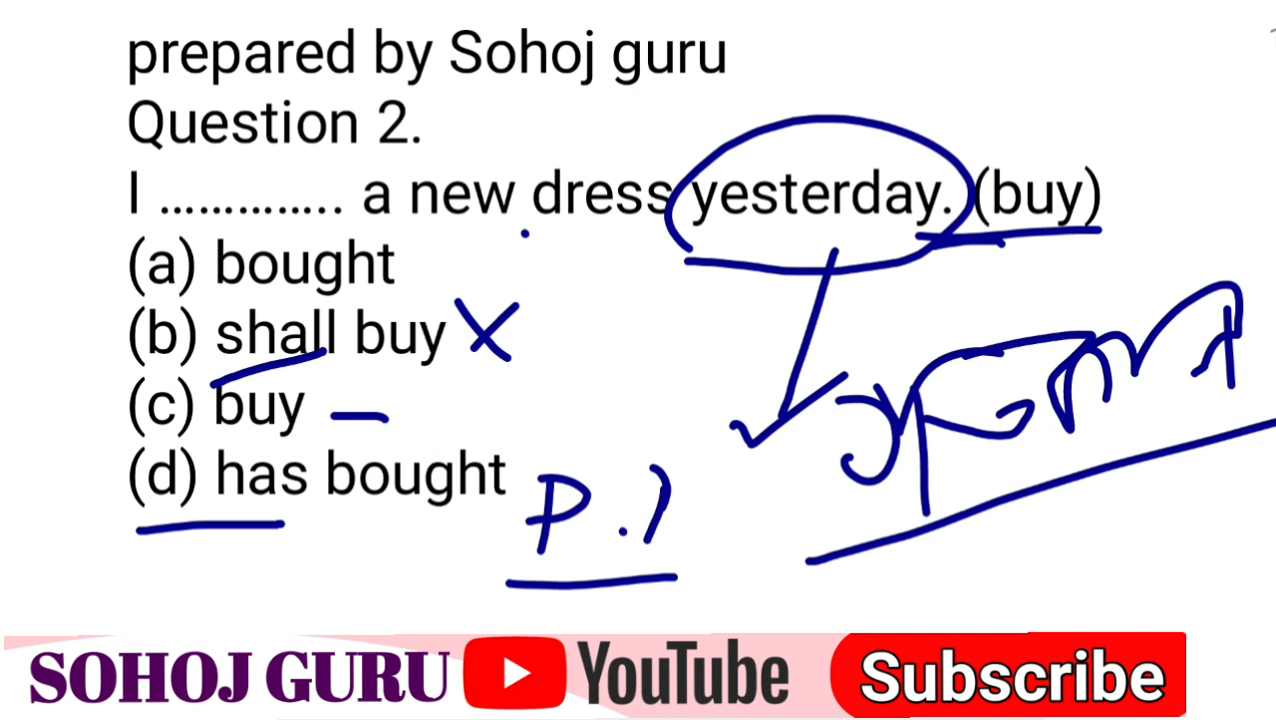 prepared by Sohoj guru
Question 2.
I ………….. a new dress yesterday. (buy)
(a) bought
(b) shall buy
(c) buy
(d) has bought
P.
SOHOJ GURU YouTube Subscribe